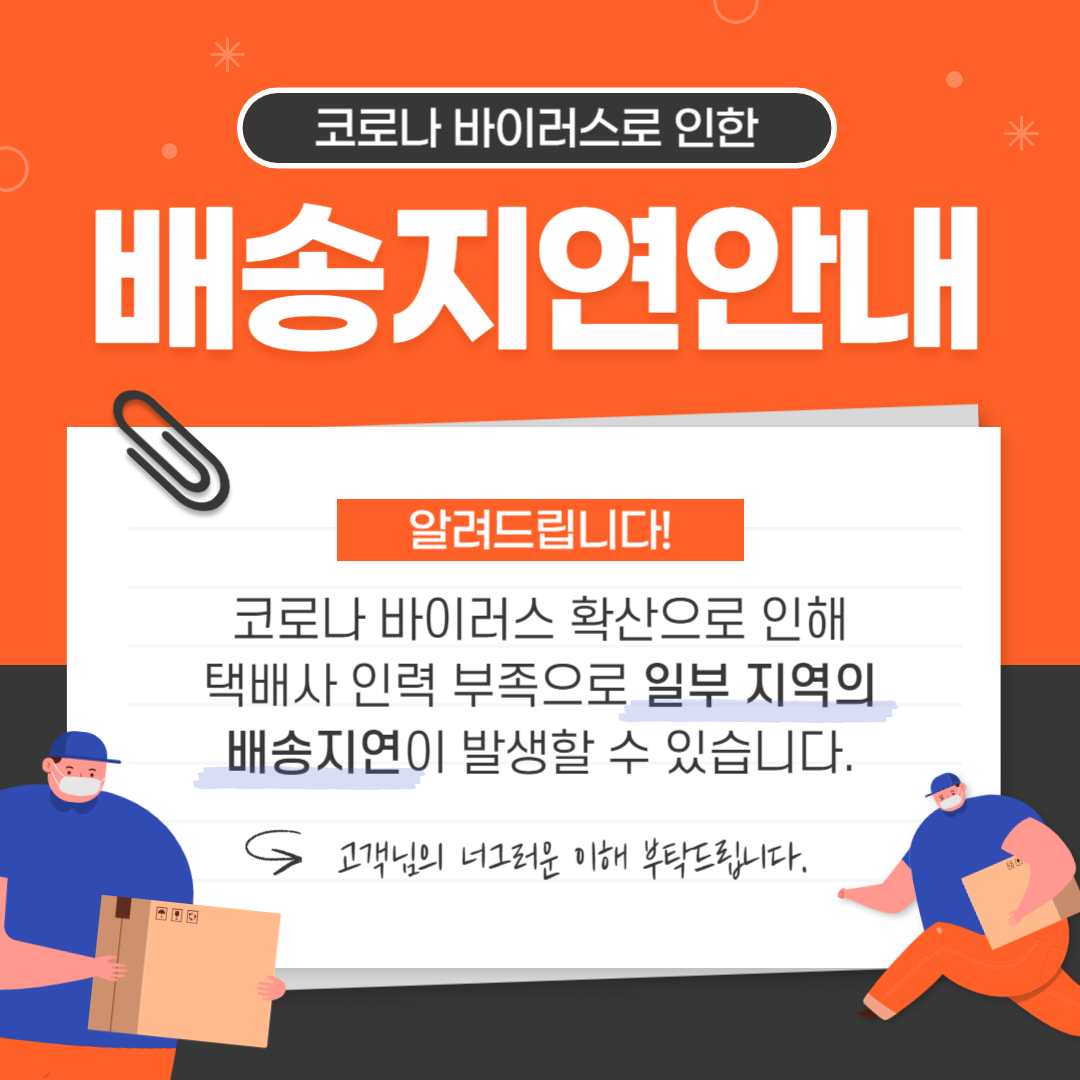 코로나 바이러스로 인한
배송지연안내
알려드립니다!
코로나 바이러스 확산으로 인해
택배사 인력 부족으로 일부 지역의
배송지연이 발생할 수 있습니다.
고객님의 너그러운 이해 부탁드립니다.